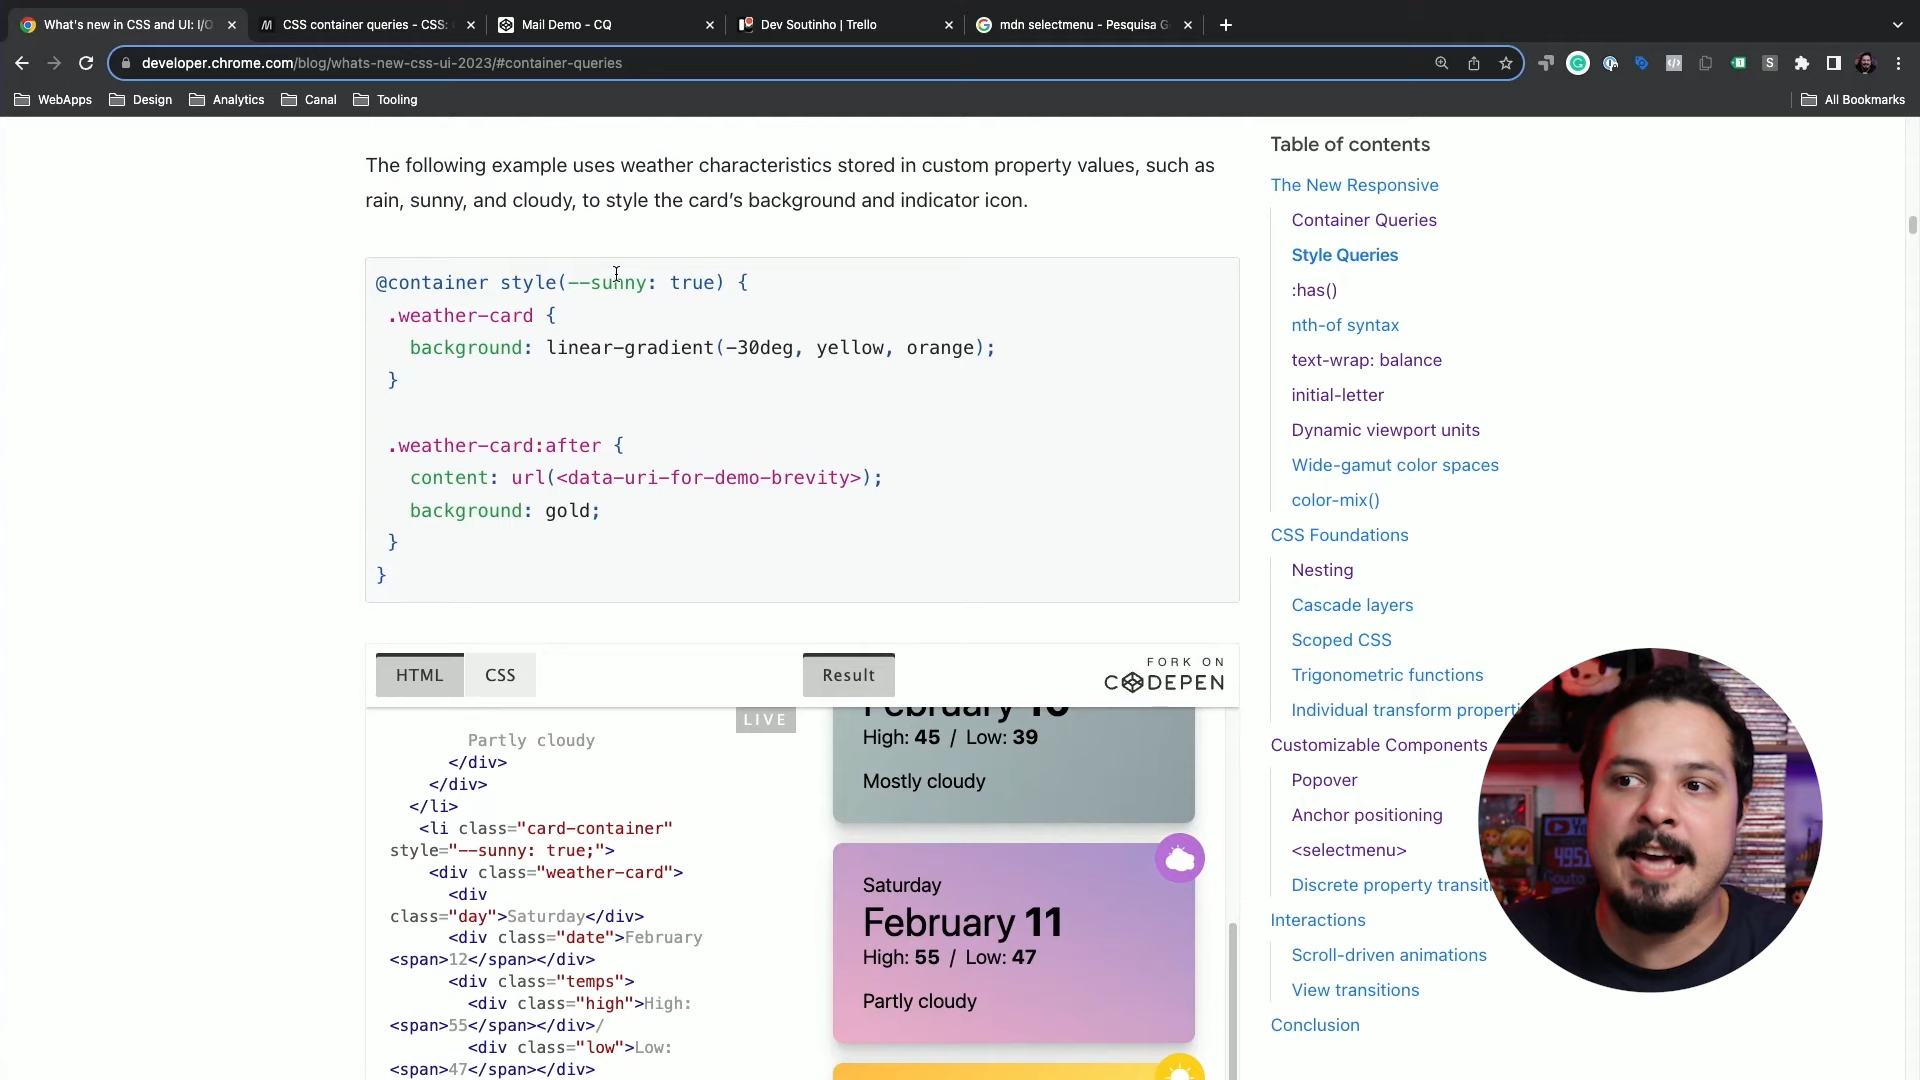 What's new in CSS and UI: I/O
CSS container queries - CSS:
Mail Demo - CQ
Dev Soutinho | Trello
mdn selectmenu - Pesquisa G
developer.chrome.com/blog/whats-new-css-ui-2023/#container-queries
WebApps
Design
Analytics
Canal
Tooling
All Bookmarks
The following example uses weather characteristics stored in custom property values, such as
rain, sunny, and cloudy, to style the card's background and indicator icon.
@container style(--sunny: true) {
.weather-card {
background: linear-gradient(-30deg, yellow, orange);
}
.weather-card:after {
content: url(<data-uri-for-demo-brevity>);
background: gold;
}
}
HTML
CSS
Result
FORK ON
CODEPEN
LIVE
Partly cloudy
</div>
</div>
</li>
<li class="card-container"
style="--sunny: true;">
<div class="weather-card">
<div
class="day">Saturday</div>
<div class="date">February
<span>12</span></div>
<div class="temps">
<div class="high">High:
<span>55</span></div>/
<div class="low">Low:
<span>47</span></div>
February 10
High: 45 / Low: 39
Mostly cloudy
Saturday
February 11
High: 55 / Low: 47
Partly cloudy
Table of contents
The New Responsive
Container Queries
Style Queries
:has()
nth-of syntax
text-wrap: balance
initial-letter
Dynamic viewport units
Wide-gamut color spaces
color-mix()
CSS Foundations
Nesting
Cascade layers
Scoped CSS
Trigonometric functions
Individual transform properti
Customizable Components
Popover
Anchor positioning
<selectmenu>
Discrete property transiti
Interactions
Scroll-driven animations
View transitions
Conclusion